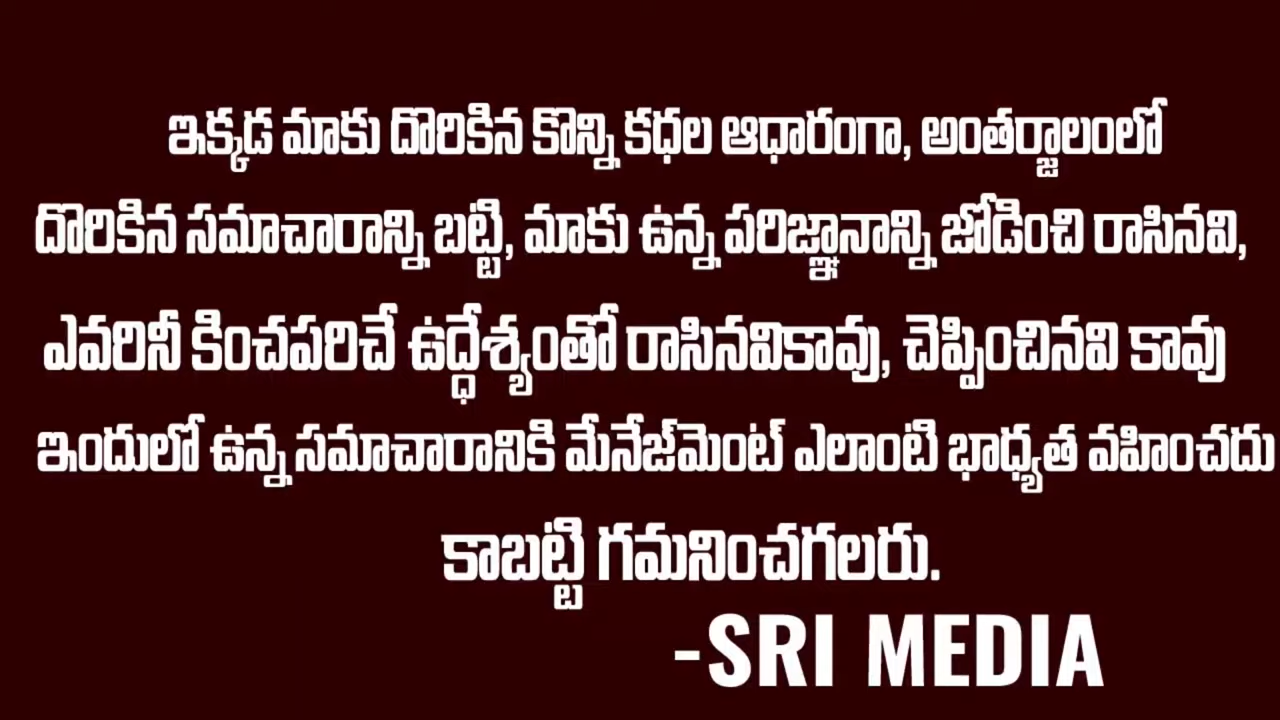 ఇక్కడ మాకు దొరికిన కొన్ని కధల ఆధారంగా, అంతర్జాలంలో
దొరికిన సమాచారాన్ని బట్టి, మాకు ఉన్న పరిజ్ఞానాన్ని జోడించి రాసినవి,
ఎవరినీ కించపరిచే ఉద్ధేశ్యంతో రాసినవికావు, చెప్పించినవి కావు
ఇందులో ఉన్న సమాచారానికి మేనేజ్‌మెంట్ ఎలాంటి భాధ్యత వహించదు
కాబట్టి గమనించగలరు.
-SRI MEDIA